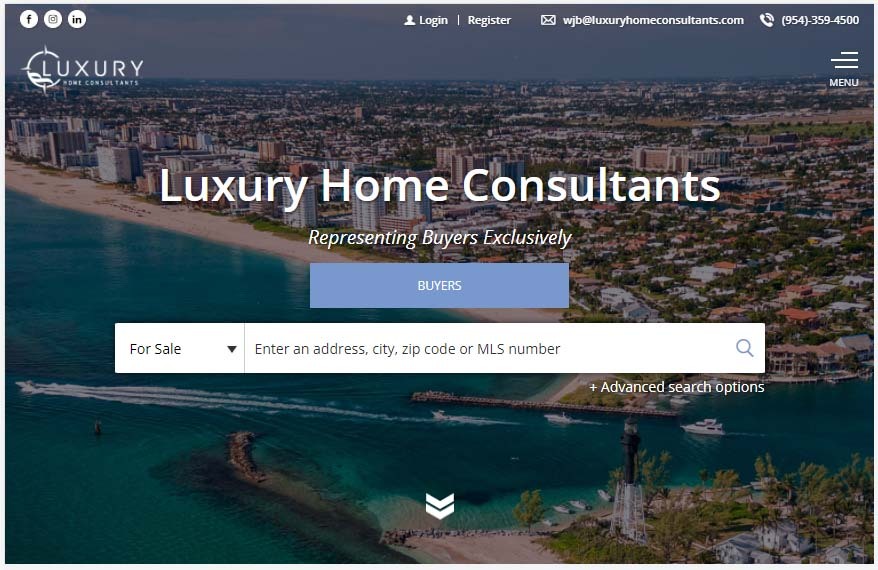 Login | Register
wjb@luxuryhomeconsultants.com
(954)-359-4500
LUXURY
HOME CONSULTANTS
MENU
Luxury Home Consultants
Representing Buyers Exclusively
BUYERS
For Sale
Enter an address, city, zip code or MLS number
+ Advanced search options